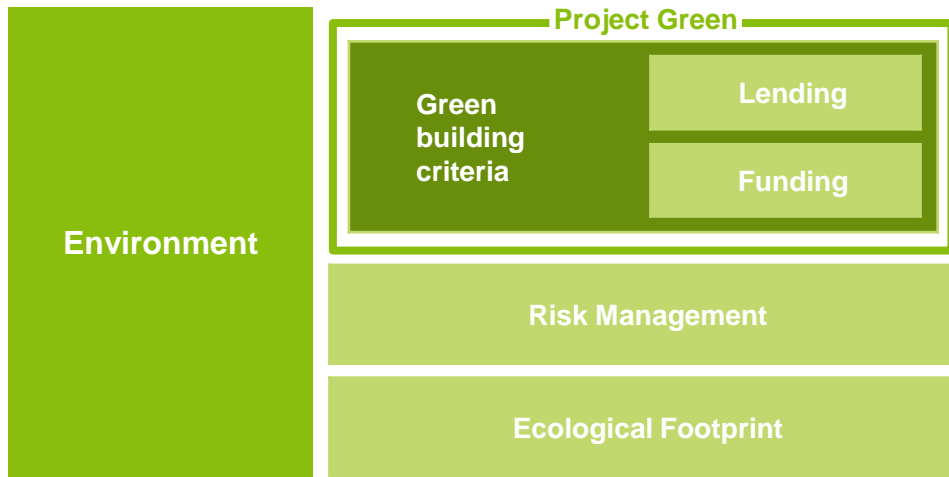 Environment
Project Green
Green
building
criteria
Lending
Funding
Risk Management
Ecological Footprint